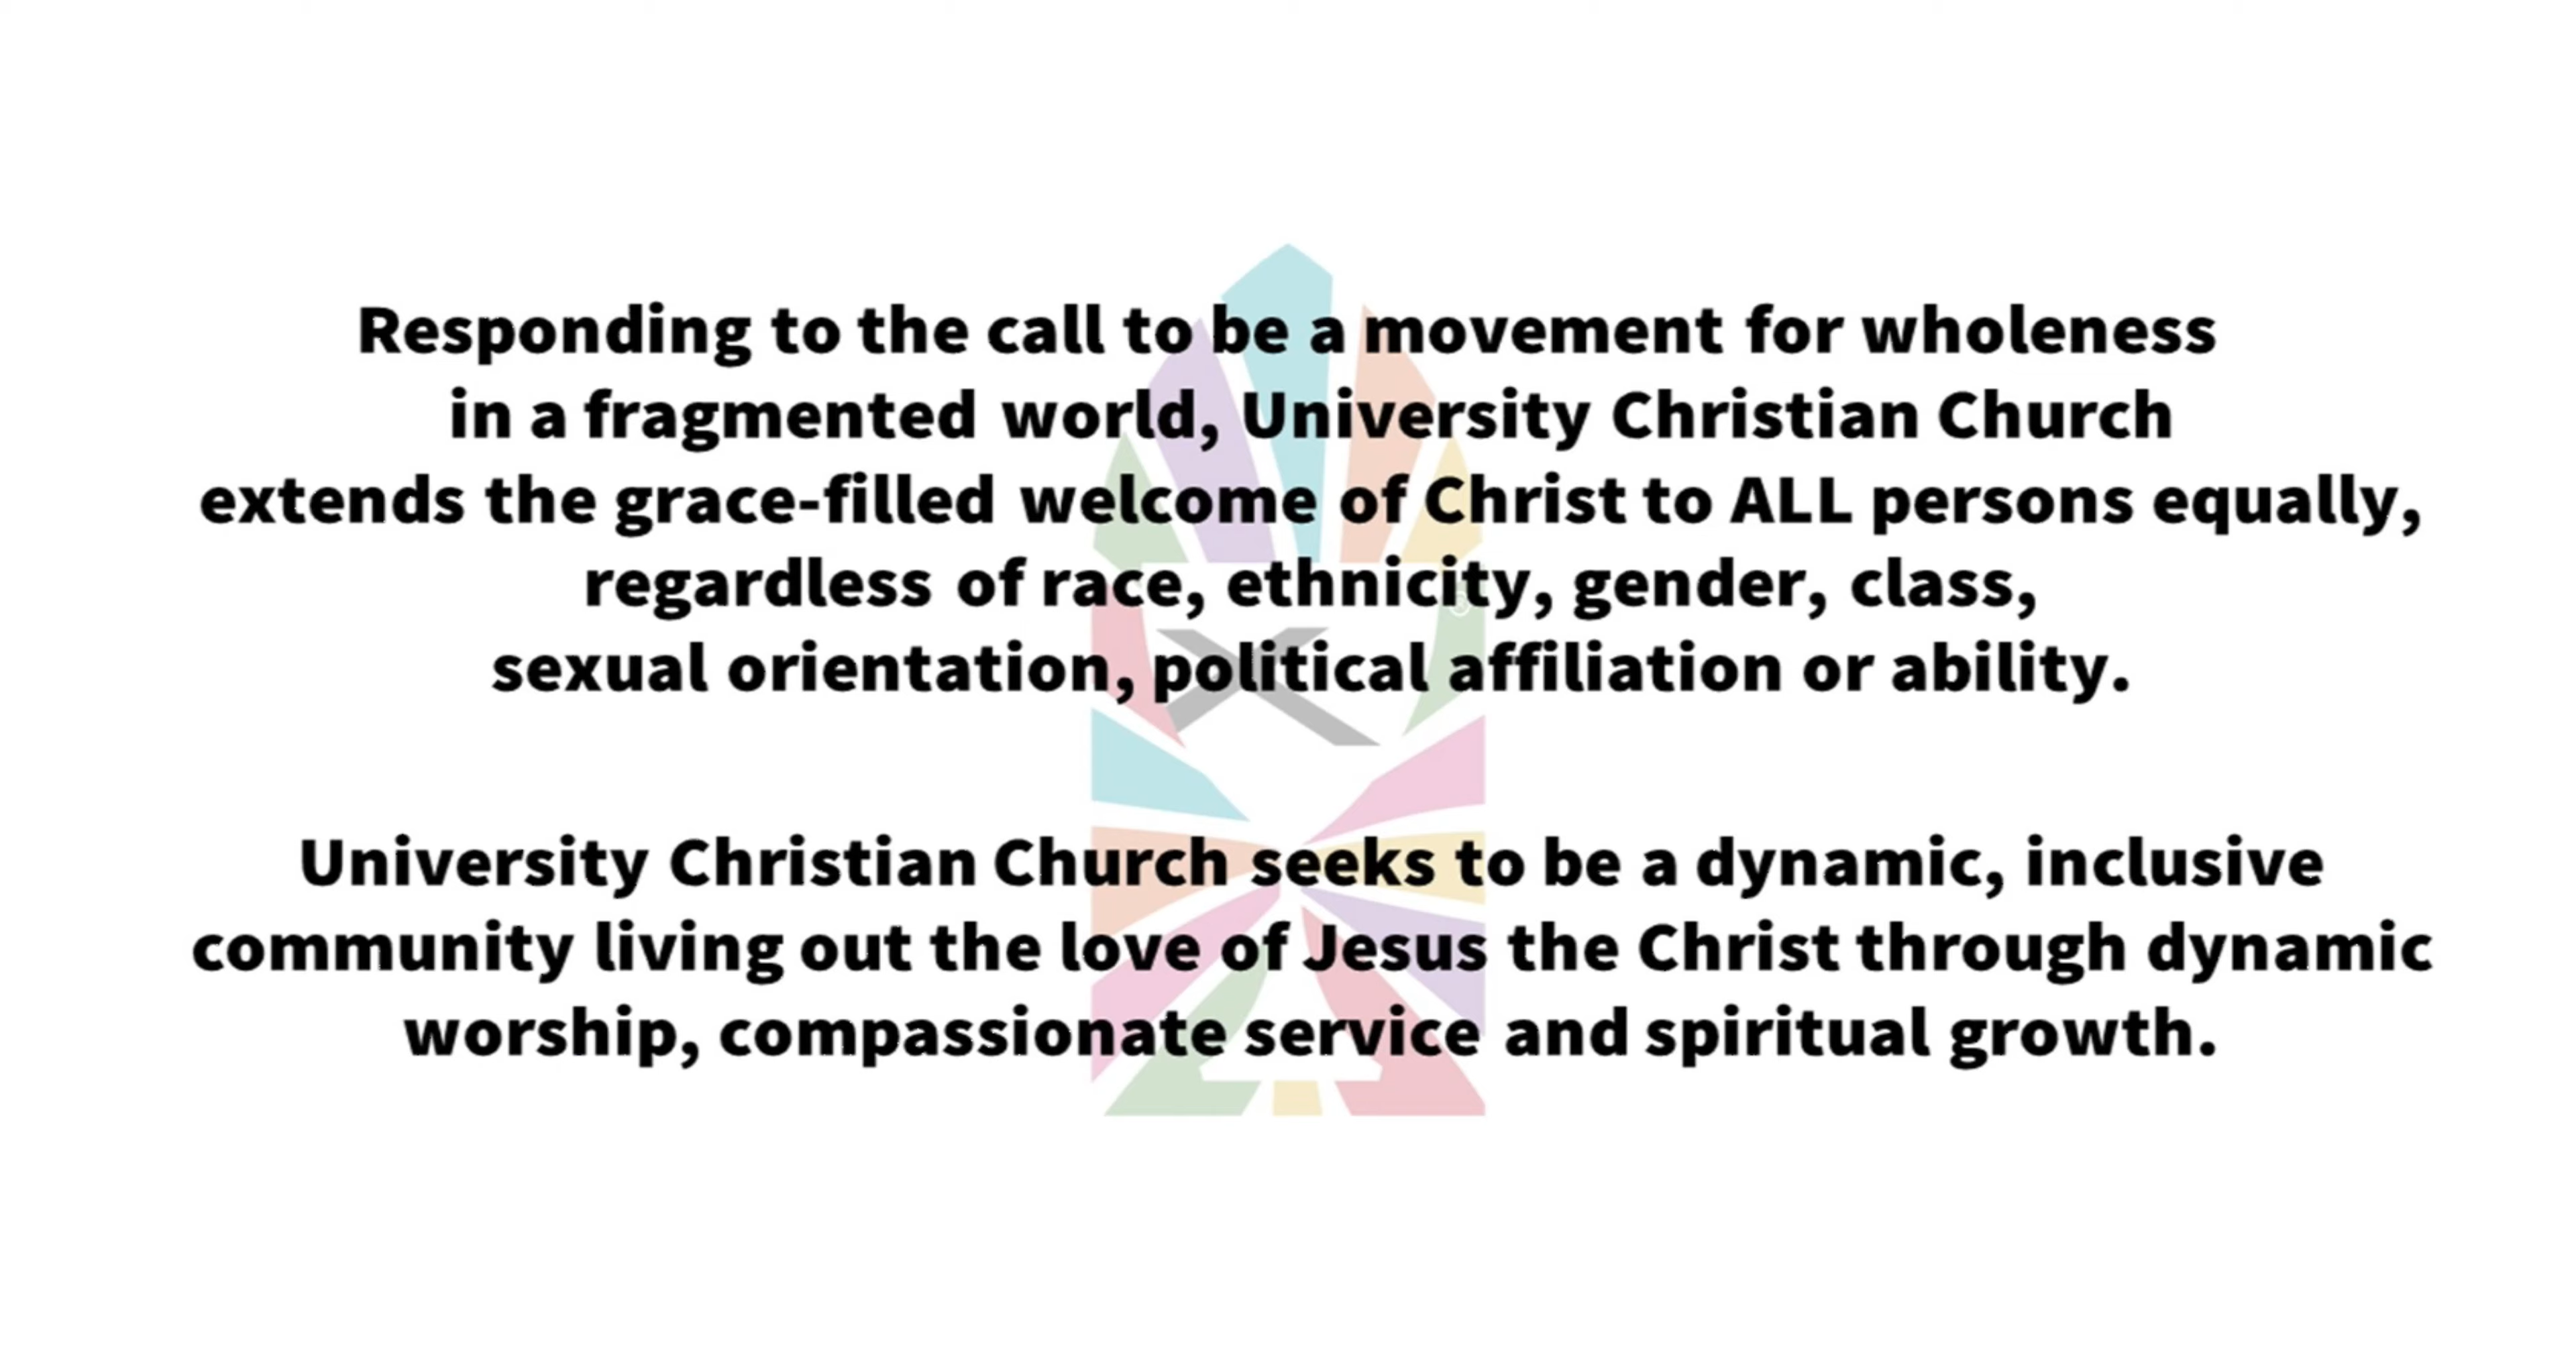 Responding to the call to be a movement for wholeness
in a fragmented world, University Christian Church
extends the grace-filled welcome of Christ to ALL persons equally,
regardless of race, ethnicity, gender, class,
sexual orientation, political affiliation or ability.
University Christian Church seeks to be a dynamic, inclusive
community living out the love of Jesus the Christ through dynamic
worship, compassionate service and spiritual growth.